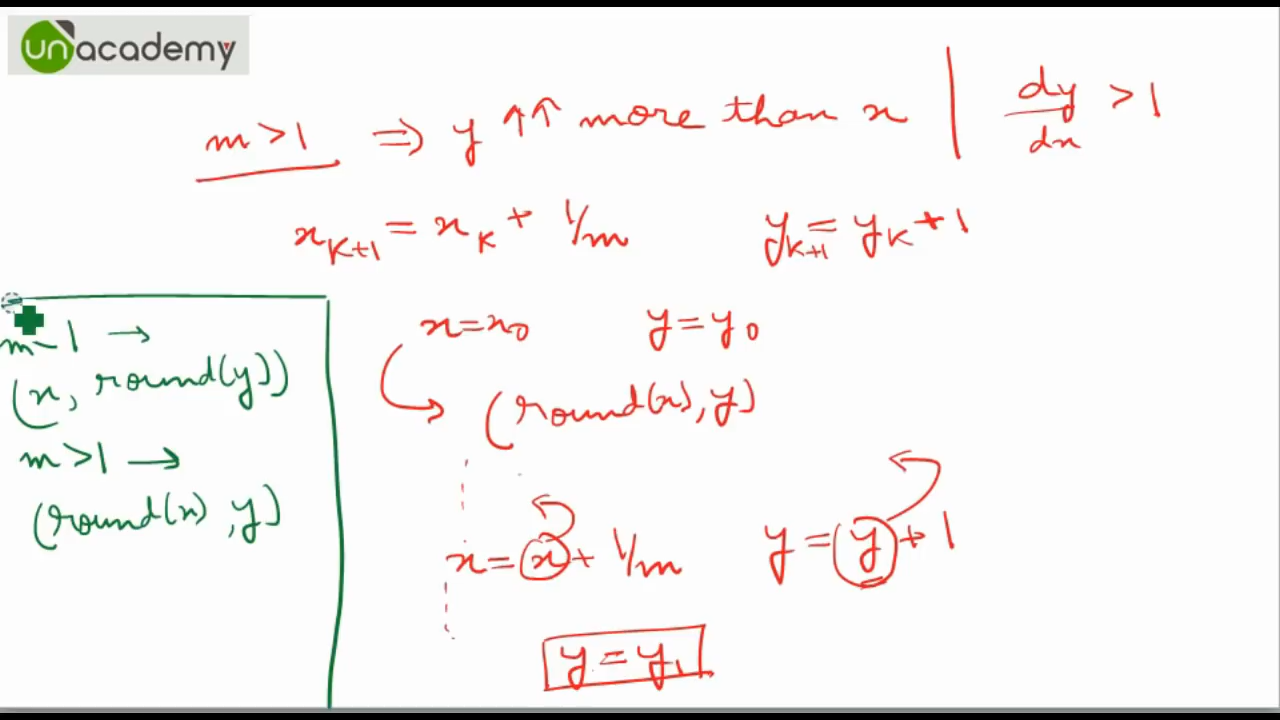 unacademy
m>1 ⇒ y ↑↑ more than x | dy/dx > 1
x_{K+1} = x_K + 1/m    y_{K+1} = y_K + 1
x=x_0    y=y_0
(round(x), y)
x = x + 1/m    y = y + 1
y = y_1
m-1 →
(x, round(y))
m>1 →
(round(x), y)